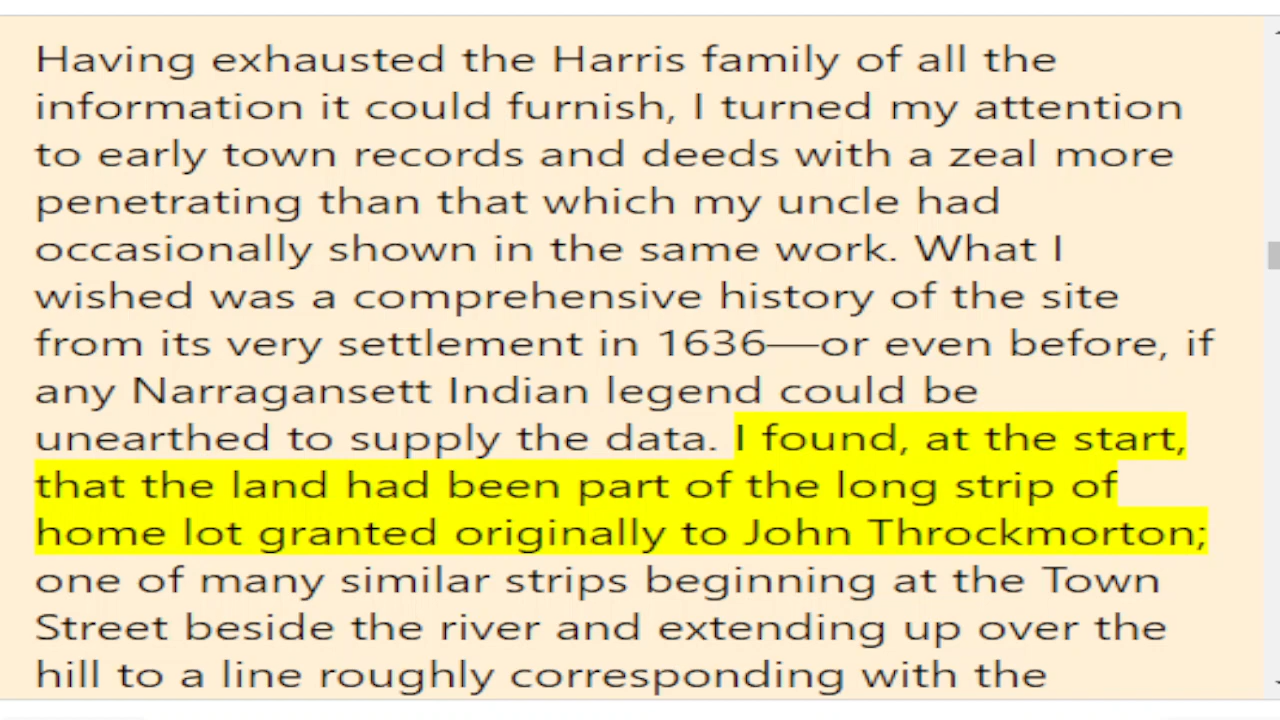 Having exhausted the Harris family of all the
information it could furnish, I turned my attention
to early town records and deeds with a zeal more
penetrating than that which my uncle had
occasionally shown in the same work. What I
wished was a comprehensive history of the site
from its very settlement in 1636—or even before, if
any Narragansett Indian legend could be
unearthed to supply the data. I found, at the start,
that the land had been part of the long strip of
home lot granted originally to John Throckmorton;
one of many similar strips beginning at the Town
Street beside the river and extending up over the
hill to a line roughly corresponding with the